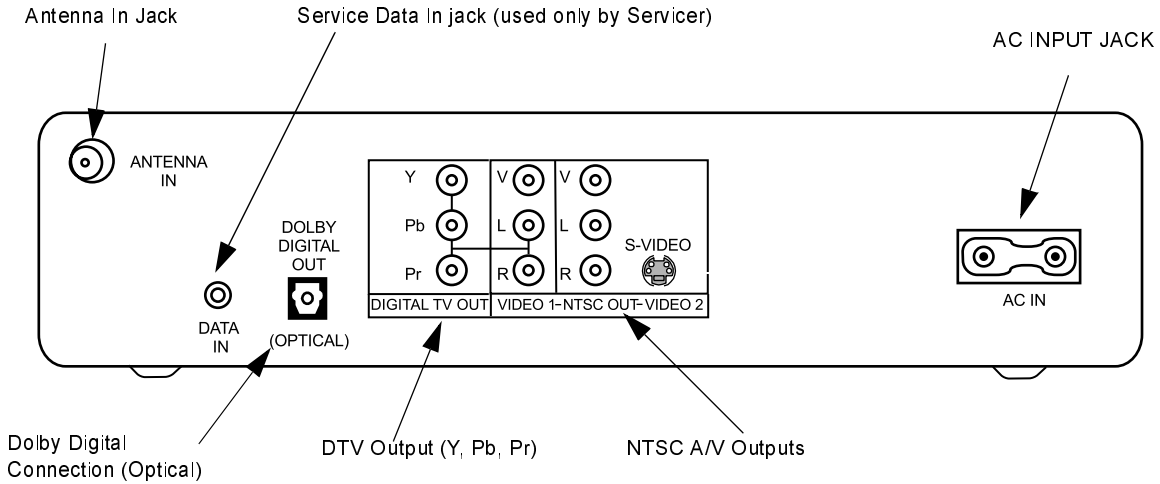 Antenna In Jack
Service Data In jack (used only by Servicer)
AC INPUT JACK
ANTENNA
IN
Y
Pb
Pr
V
L
R
V
L
R
S-VIDEO
DOLBY
DIGITAL
OUT
(OPTICAL)
DATA
IN
DIGITAL TV OUT
VIDEO 1-NTSC OUT-VIDEO 2
AC IN
Dolby Digital
Connection (Optical)
DTV Output (Y, Pb, Pr)
NTSC A/V Outputs